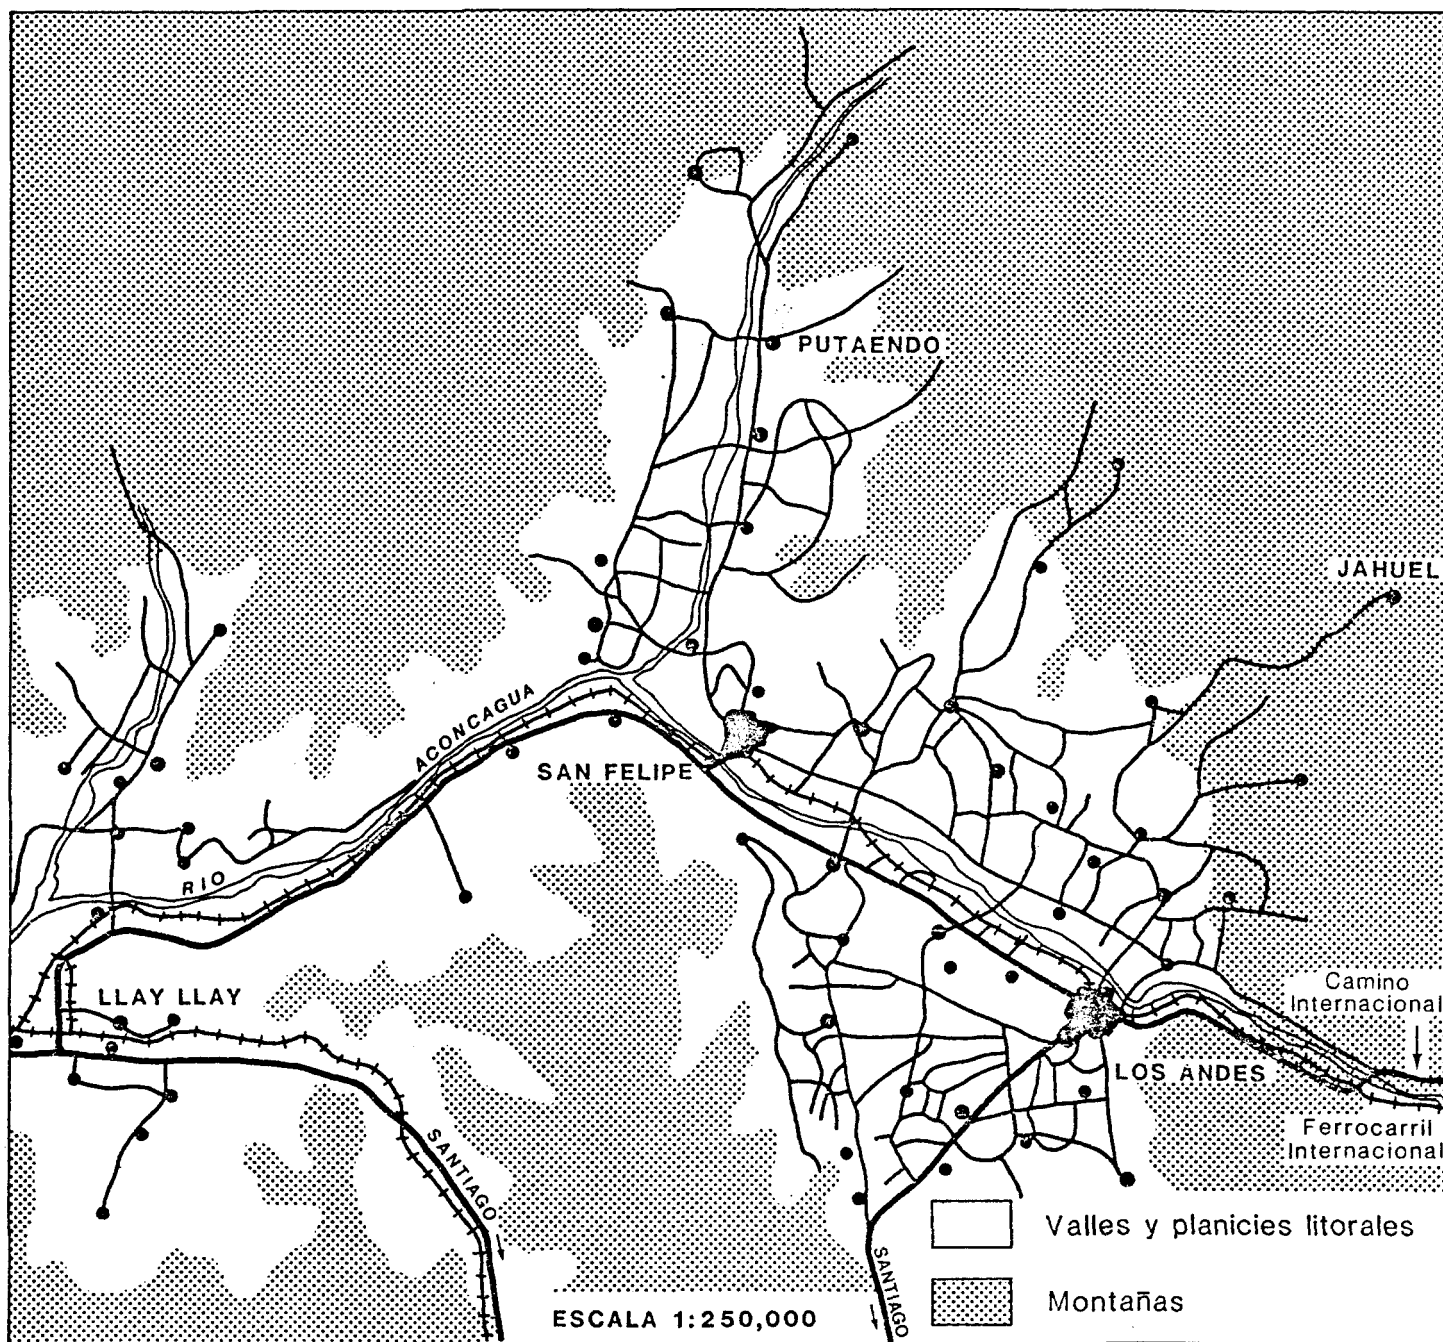 PUTAENDO
JAHUEL
RIO ACONCAGUA
SAN FELIPE
LLAY LLAY
Camino
Internacional
LOS ANDES
Ferrocarril
Internacional
SANTIAGO
SANTIAGO
Valles y planicies litorales
Montañas
ESCALA 1:250,000